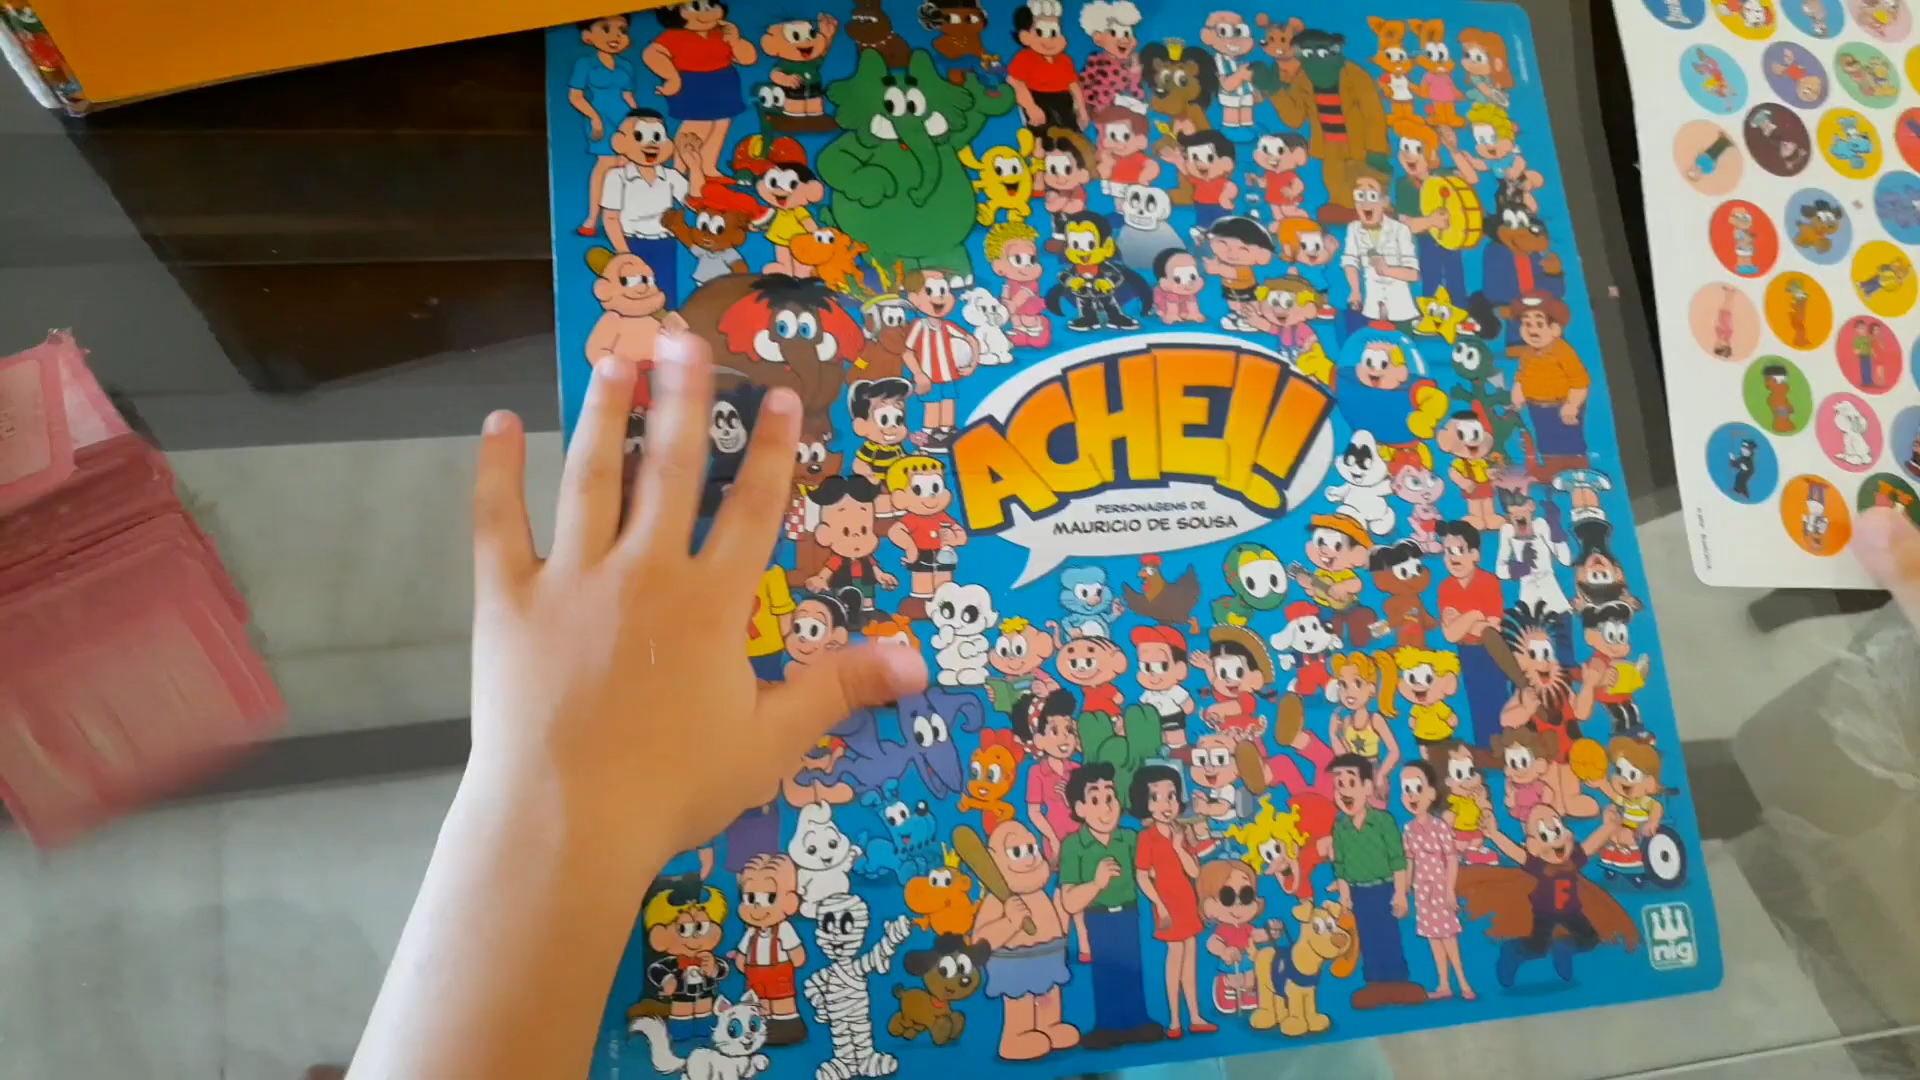 ACHEI!!
PERSONAGENS DE
MAURICIO DE SOUSA
F
nig